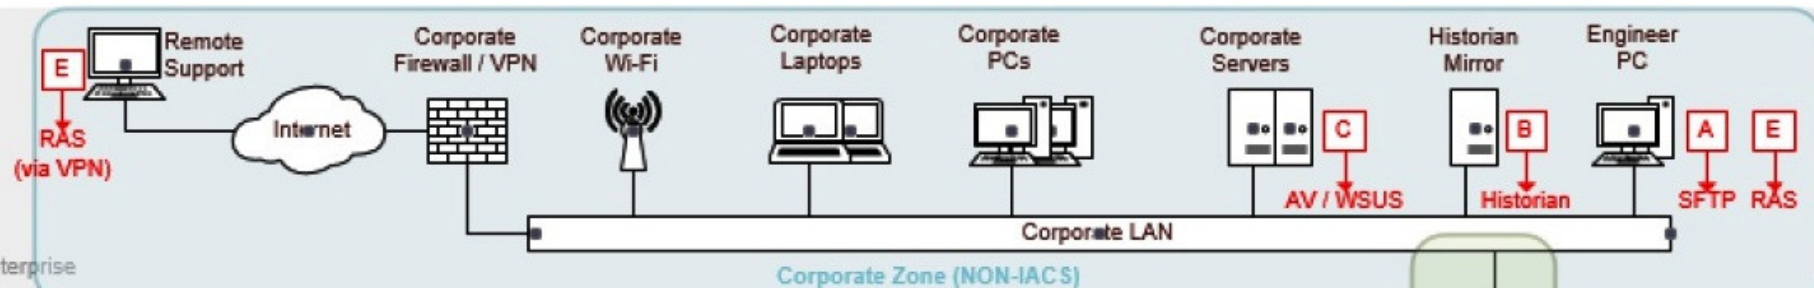 E
Remote
Support
RAS
(via VPN)
Internet
Corporate
Firewall / VPN
Corporate
Wi-Fi
Corporate
Laptops
Corporate
PCs
Corporate
Servers
C
AV / WSUS
Historian
Mirror
B
Historian
Engineer
PC
A
SFTP
E
RAS
Corporate LAN
terprise
Corporate Zone (NON-IACS)